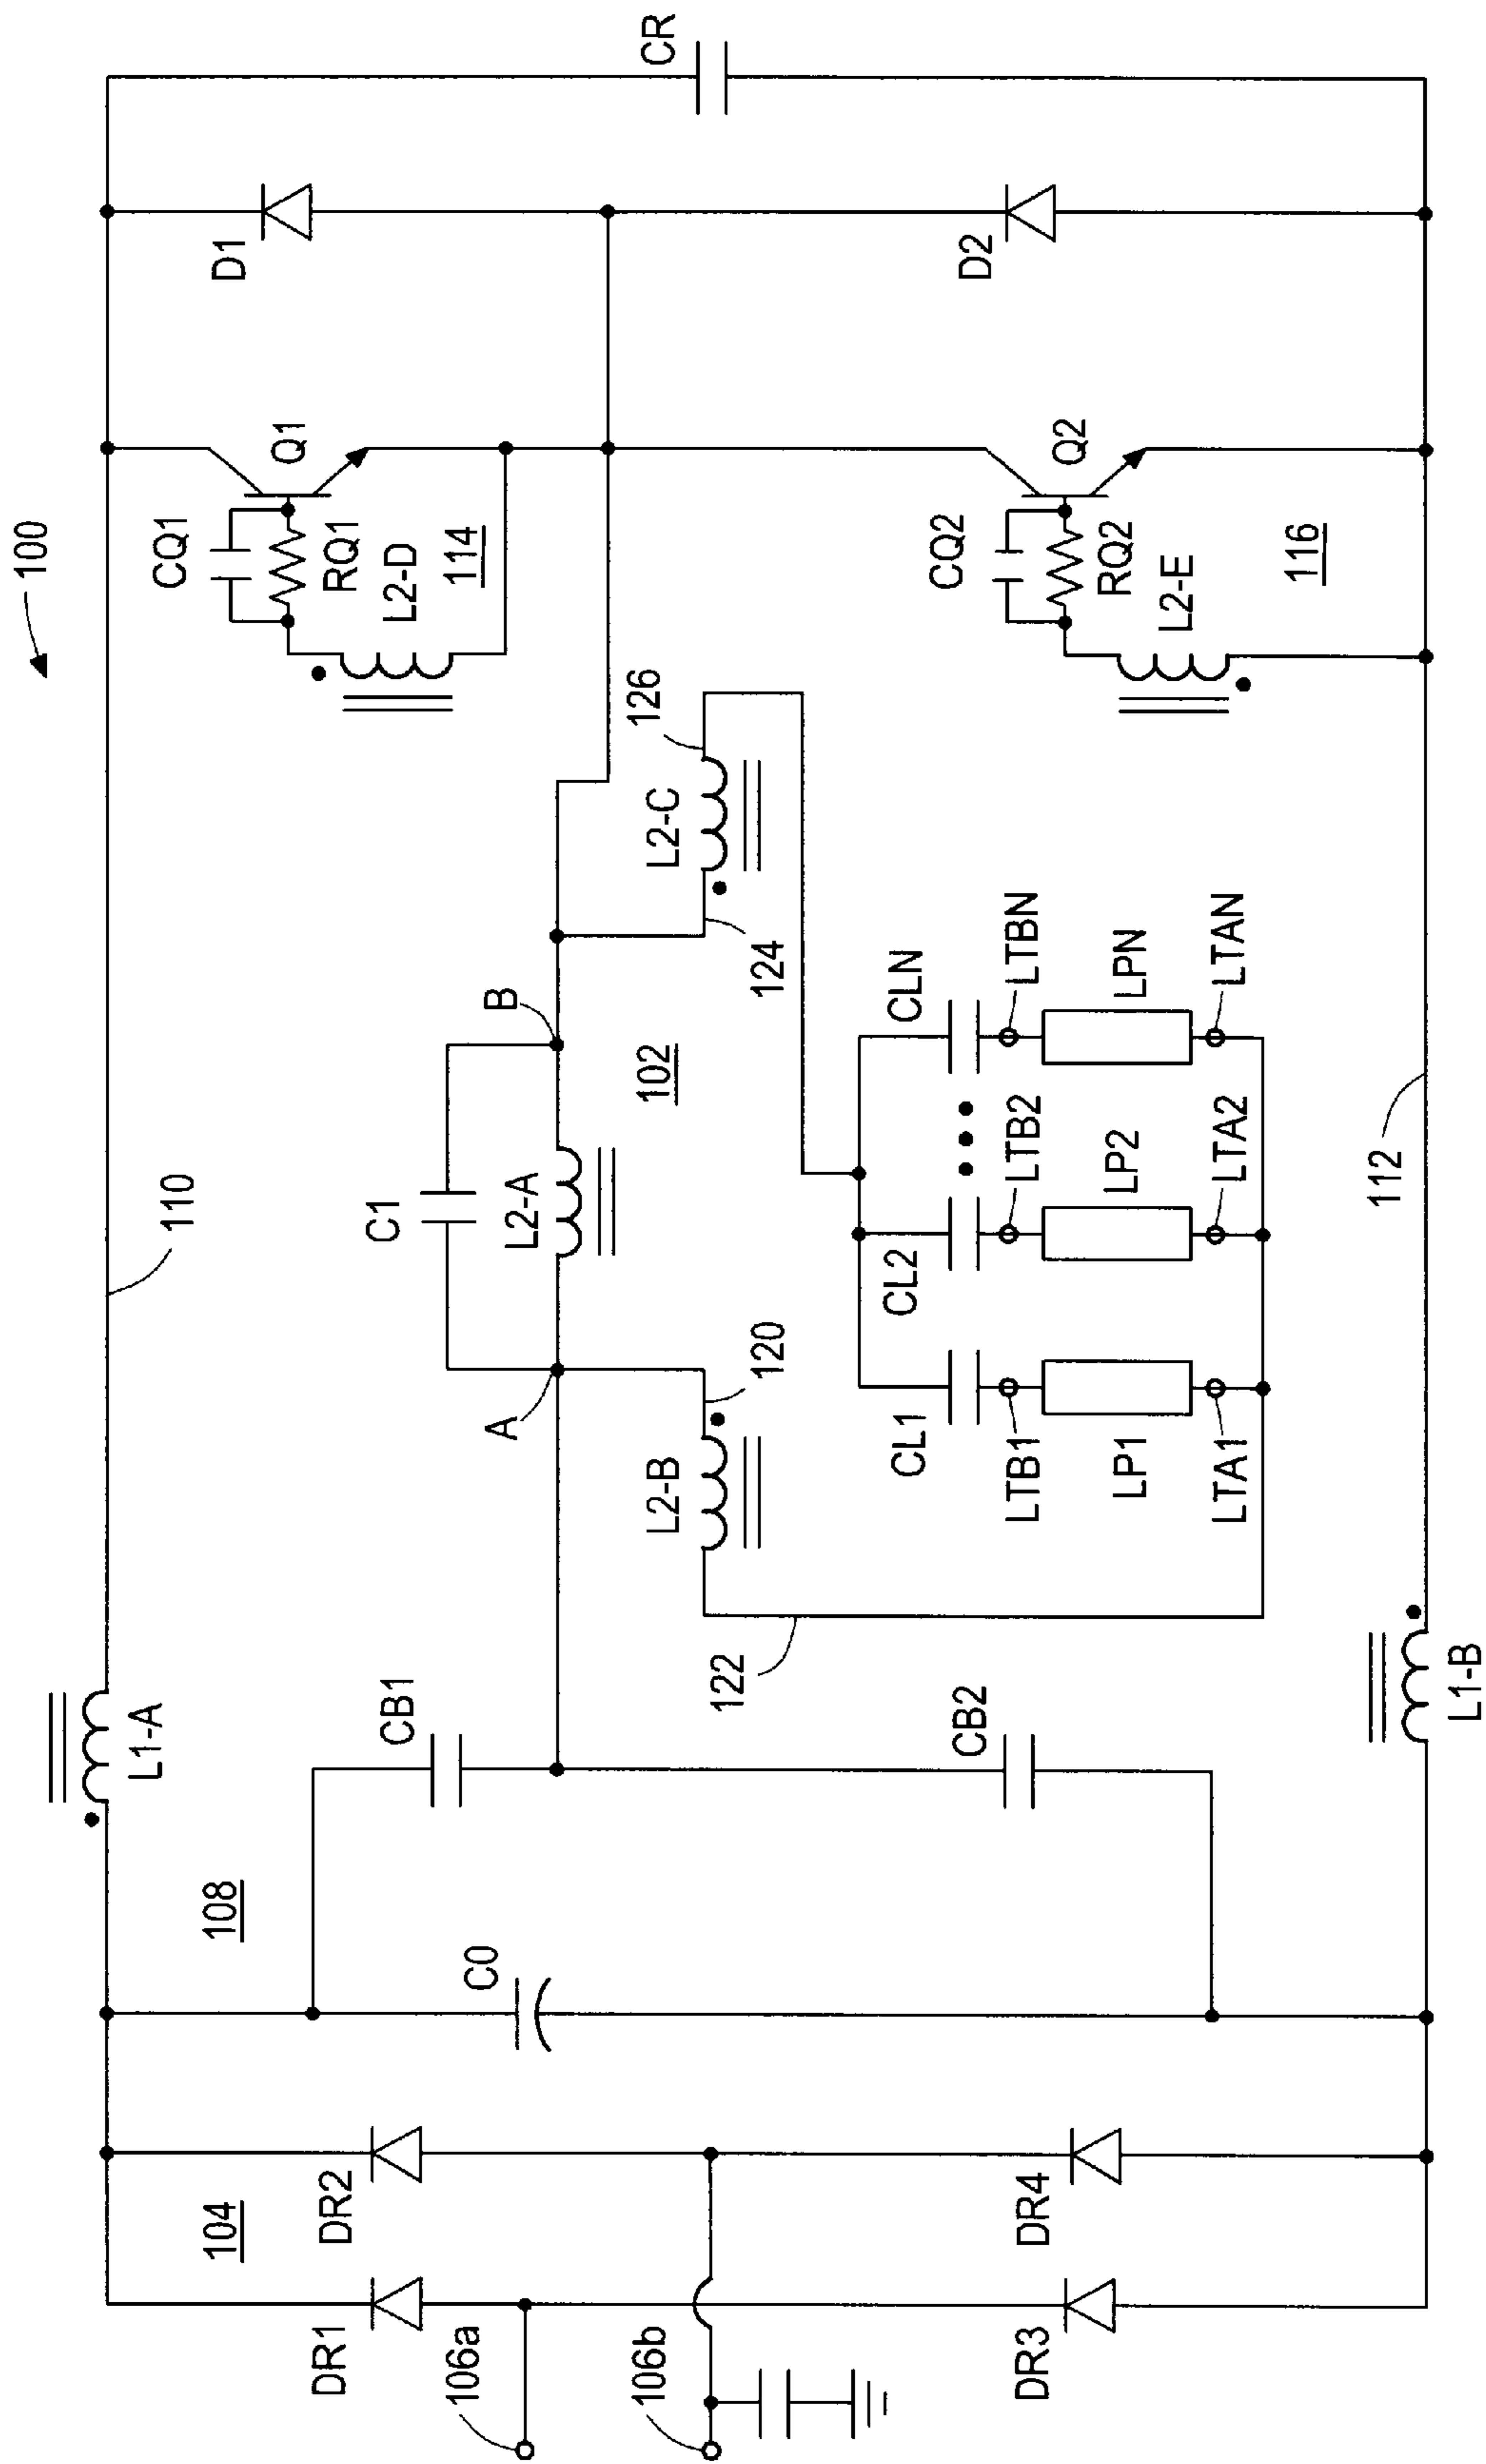 100
CR
D1
D2
Q1
CQ1
RQ1
L2-D
114
Q2
CQ2
RQ2
L2-E
116
126
L2-C
124
B
102
C1
L2-A
A
110
112
120
L2-B
122
CLN
LTBN
LPN
LTAN
CL2
LTB2
LP2
LTA2
CL1
LTB1
LP1
LTA1
L1-A
L1-B
CB1
CB2
108
C0
104
DR2
DR4
DR1
DR3
106a
106b